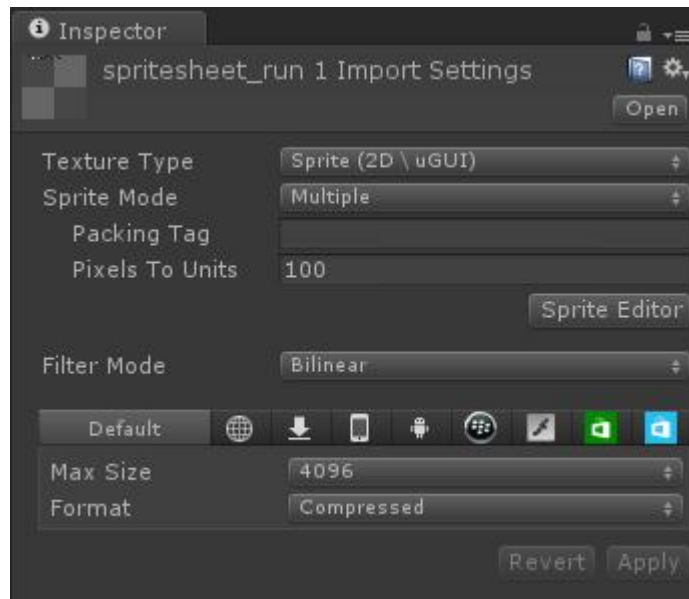 Inspector
spritesheet_run 1 Import Settings
Open
Texture Type Sprite (2D \ uGUI)
Sprite Mode Multiple
Packing Tag
Pixels To Units 100
Sprite Editor
Filter Mode Bilinear
Default
Max Size 4096
Format Compressed
Revert Apply